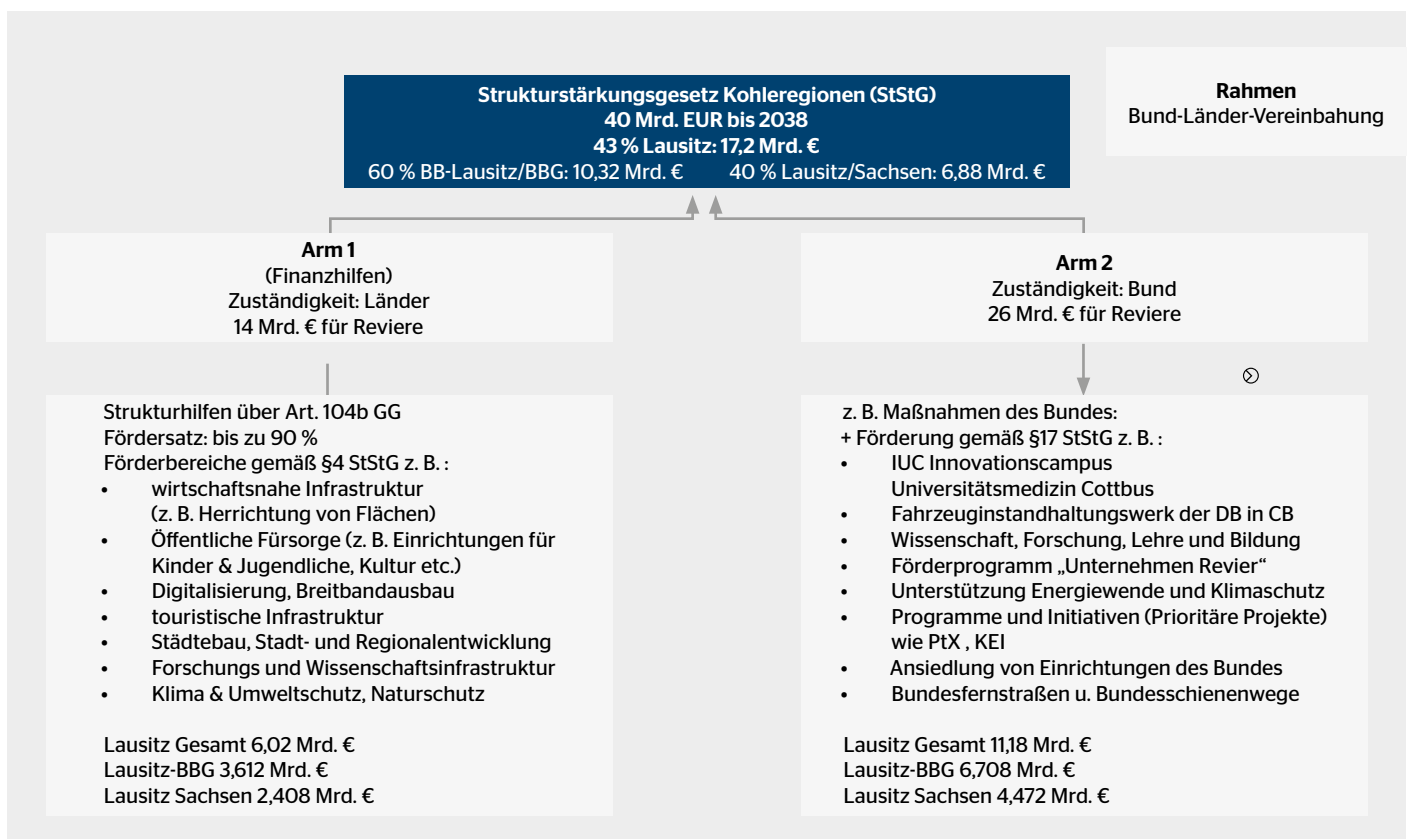 Strukturstärkungsgesetz Kohleregionen (StStG)
40 Mrd. EUR bis 2038
43 % Lausitz: 17,2 Mrd. €
60 % BB-Lausitz/BBG: 10,32 Mrd. € 40 % Lausitz/Sachsen: 6,88 Mrd. €
Rahmen
Bund-Länder-Vereinbahung
Arm 1
(Finanzhilfen)
Zuständigkeit: Länder
14 Mrd. € für Reviere
Arm 2
Zuständigkeit: Bund
26 Mrd. € für Reviere
Strukturhilfen über Art. 104b GG
Fördersatz: bis zu 90 %
Förderbereiche gemäß §4 StStG z. B. :
• wirtschaftsnahe Infrastruktur
(z. B. Herrichtung von Flächen)
• Öffentliche Fürsorge (z. B. Einrichtungen für
Kinder & Jugendliche, Kultur etc.)
• Digitalisierung, Breitbandausbau
• touristische Infrastruktur
• Städtebau, Stadt- und Regionalentwicklung
• Forschungs und Wissenschaftsinfrastruktur
• Klima & Umweltschutz, Naturschutz
Lausitz Gesamt 6,02 Mrd. €
Lausitz-BBG 3,612 Mrd. €
Lausitz Sachsen 2,408 Mrd. €
z. B. Maßnahmen des Bundes:
+ Förderung gemäß §17 StStG z. B. :
• IUC Innovationscampus
Universitätsmedizin Cottbus
• Fahrzeuginstandhaltungswerk der DB in CB
• Wissenschaft, Forschung, Lehre und Bildung
• Förderprogramm „Unternehmen Revier“
• Unterstützung Energiewende und Klimaschutz
• Programme und Initiativen (Prioritäre Projekte)
wie PtX , KEI
• Ansiedlung von Einrichtungen des Bundes
• Bundesfernstraßen u. Bundesschienenwege
Lausitz Gesamt 11,18 Mrd. €
Lausitz-BBG 6,708 Mrd. €
Lausitz Sachsen 4,472 Mrd. €